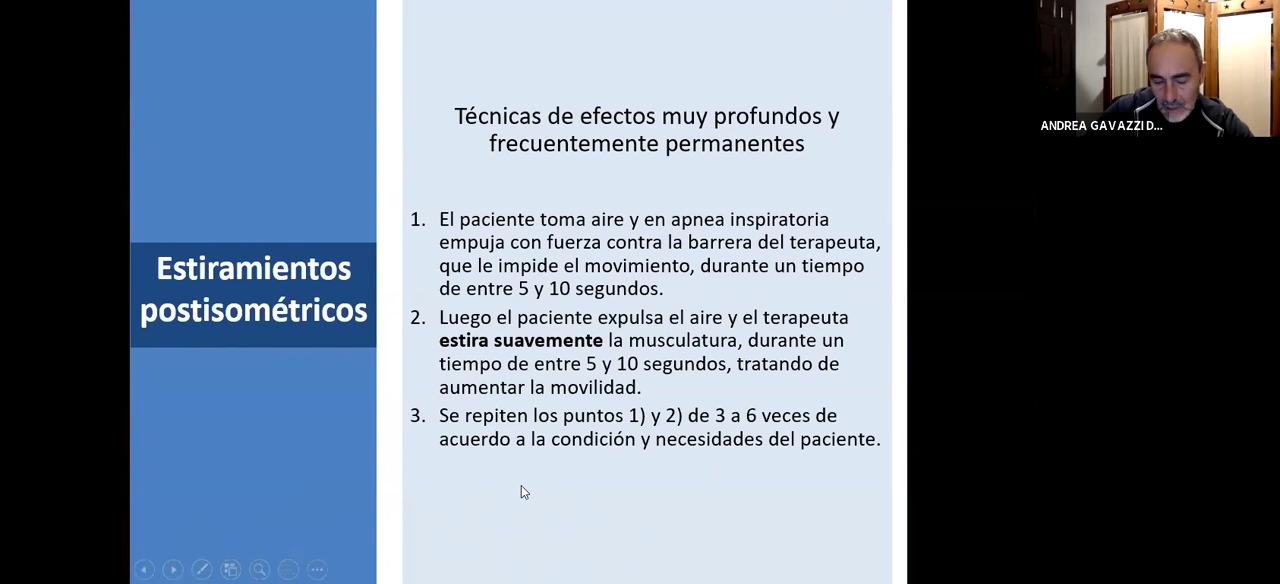 Estiramientos
postisométricos
Técnicas de efectos muy profundos y
frecuentemente permanentes
1. El paciente toma aire y en apnea inspiratoria
empuja con fuerza contra la barrera del terapeuta,
que le impide el movimiento, durante un tiempo
de entre 5 y 10 segundos.
2. Luego el paciente expulsa el aire y el terapeuta
estira suavemente la musculatura, durante un
tiempo de entre 5 y 10 segundos, tratando de
aumentar la movilidad.
3. Se repiten los puntos 1) y 2) de 3 a 6 veces de
acuerdo a la condición y necesidades del paciente.
ANDREA GAVAZZI D...